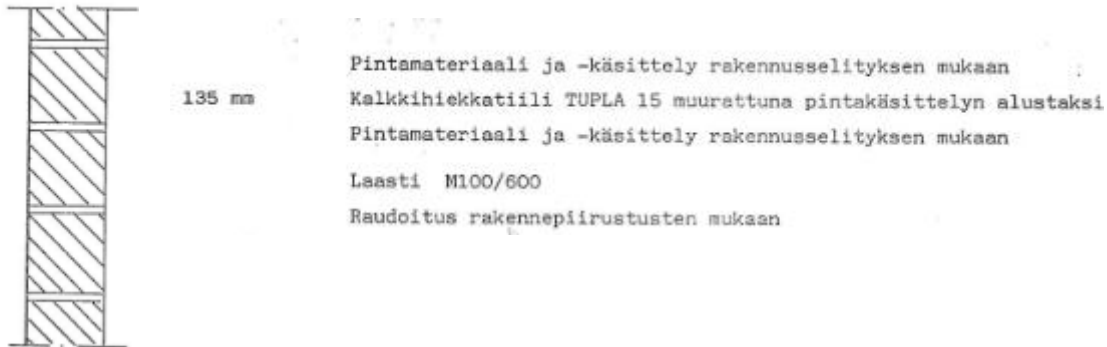 Pintamateriaali ja -käsittely rakennusselityksen mukaan
135 mm Kalkkihiekkatiili TUPLA 15 muurattuna pintakäsittelyn alustaksi
Pintamateriaali ja -käsittely rakennusselityksen mukaan
Laasti M100/600
Raudoitus rakennepiirustusten mukaan